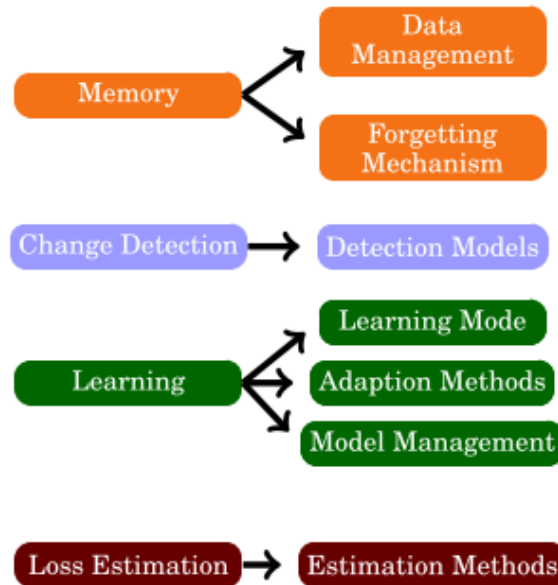 Data
Management
Memory
Forgetting
Mechanism
Change Detection
Detection Models
Learning Mode
Learning
Adaption Methods
Model Management
Loss Estimation
Estimation Methods